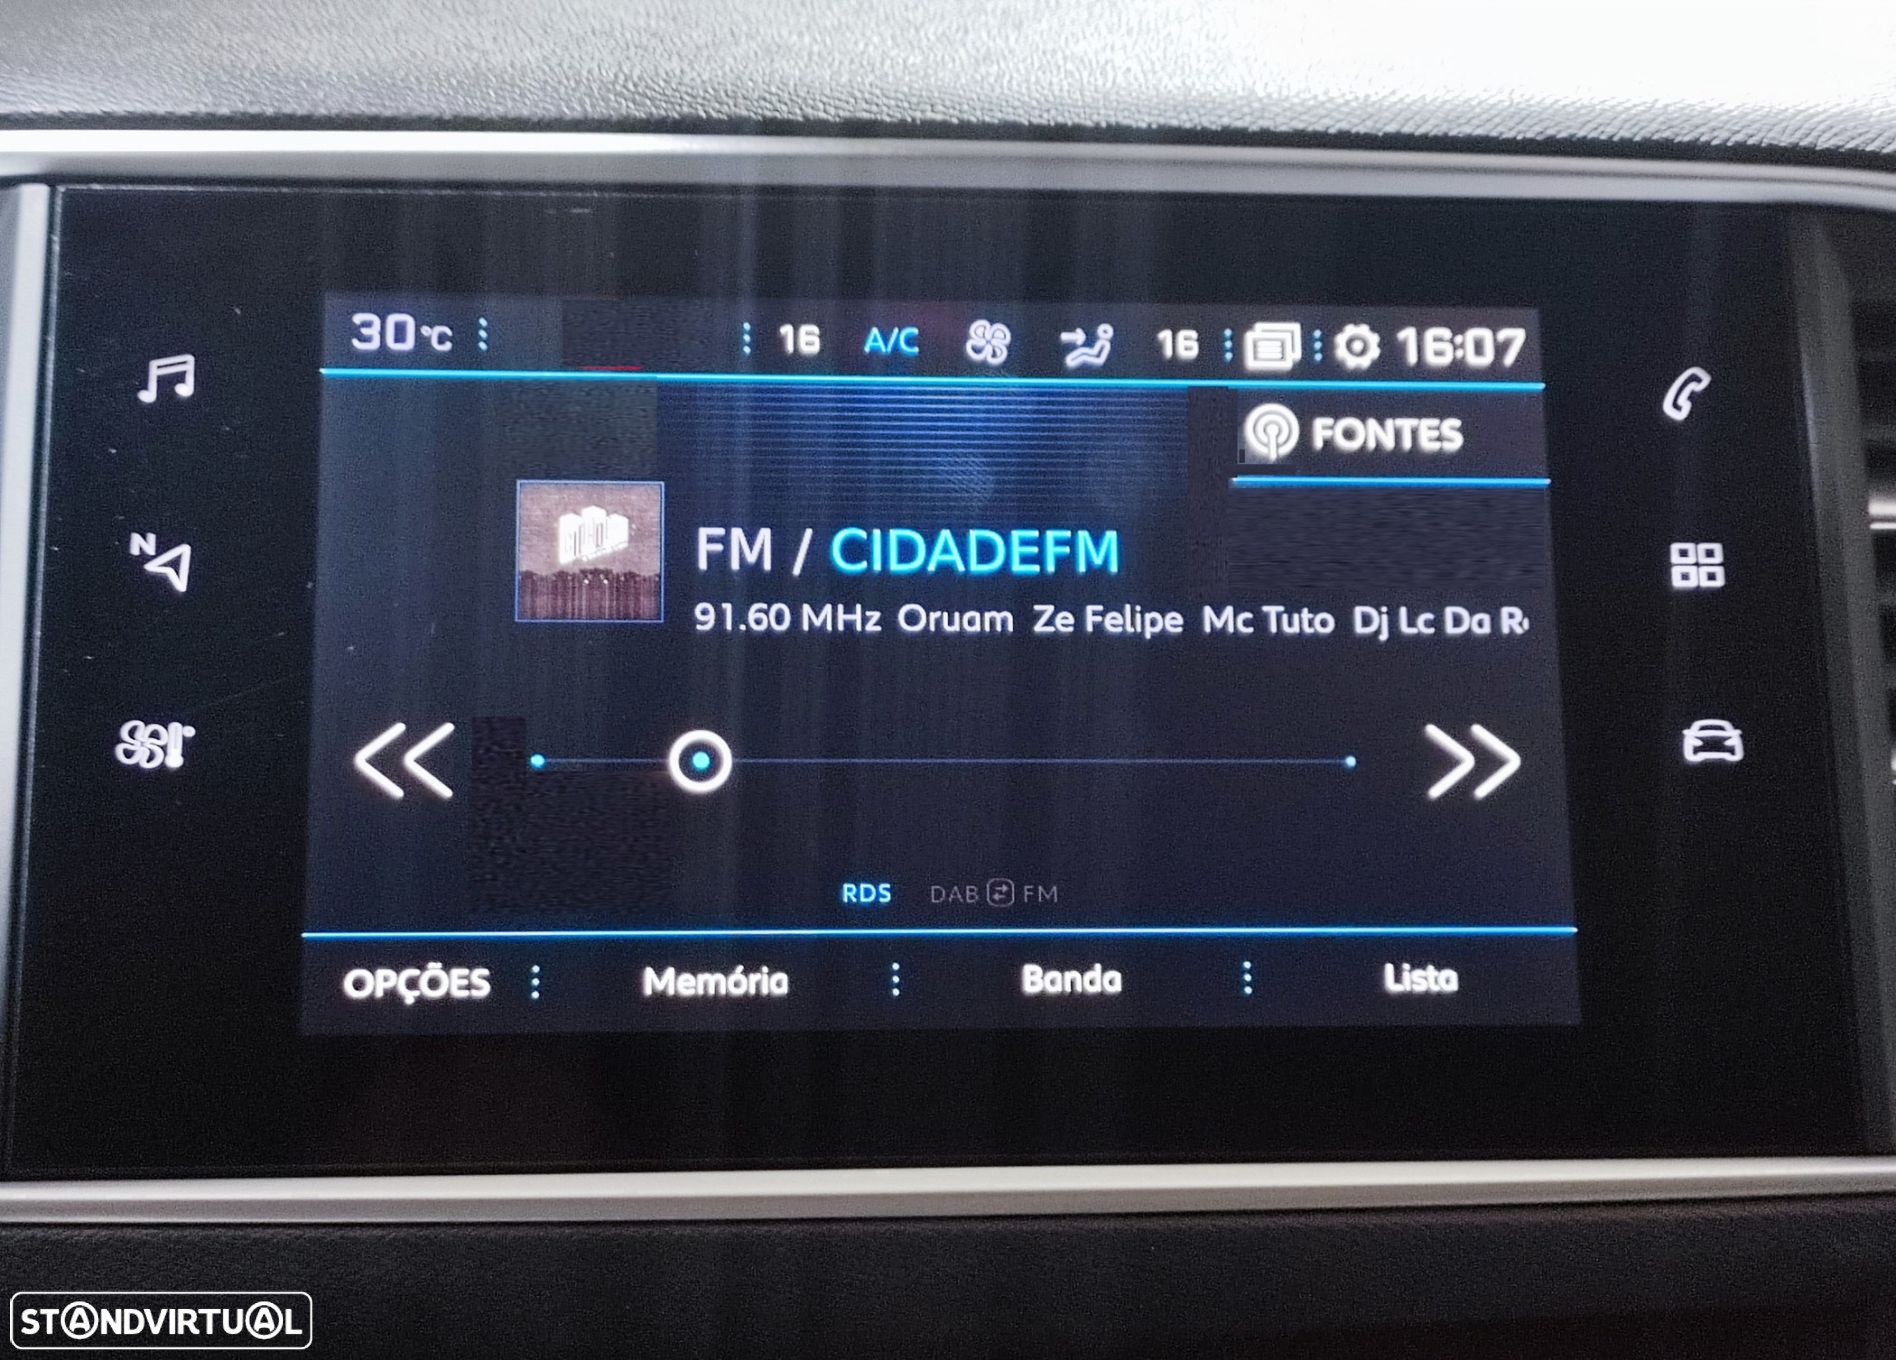 30°C 16 A/C 16 16:07
FONTES
FM / CIDADEFM
91.60 MHz Oruam Ze Felipe Mc Tuto Dj Lc Da
N
RDS DAB FM
OPÇÕES Memória Banda Lista
STANDVIRTUAL